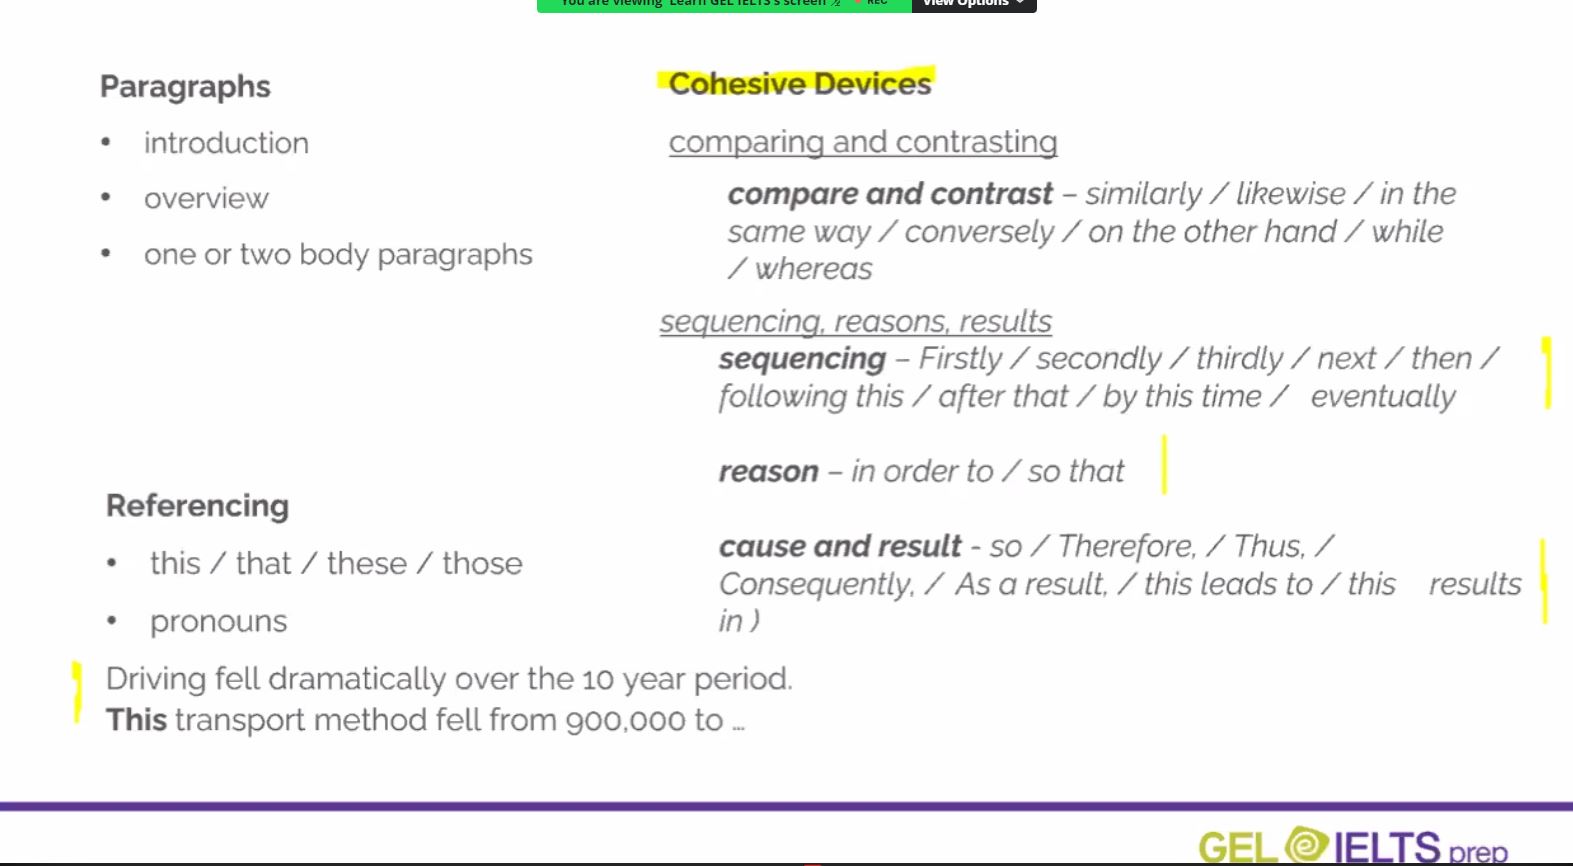 You are viewing Learn GEL IELTS's screen REC View Options
Paragraphs
• introduction
• overview
• one or two body paragraphs
Referencing
• this / that / these / those
• pronouns
Driving fell dramatically over the 10 year period.
This transport method fell from 900,000 to ...
Cohesive Devices
comparing and contrasting
compare and contrast – similarly / likewise / in the
same way / conversely / on the other hand / while
/ whereas
sequencing, reasons, results
sequencing – Firstly / secondly / thirdly / next / then /
following this / after that / by this time / eventually
reason – in order to / so that
cause and result - so / Therefore, / Thus, /
Consequently, / As a result, / this leads to / this results
in )
GEL IELTS prep